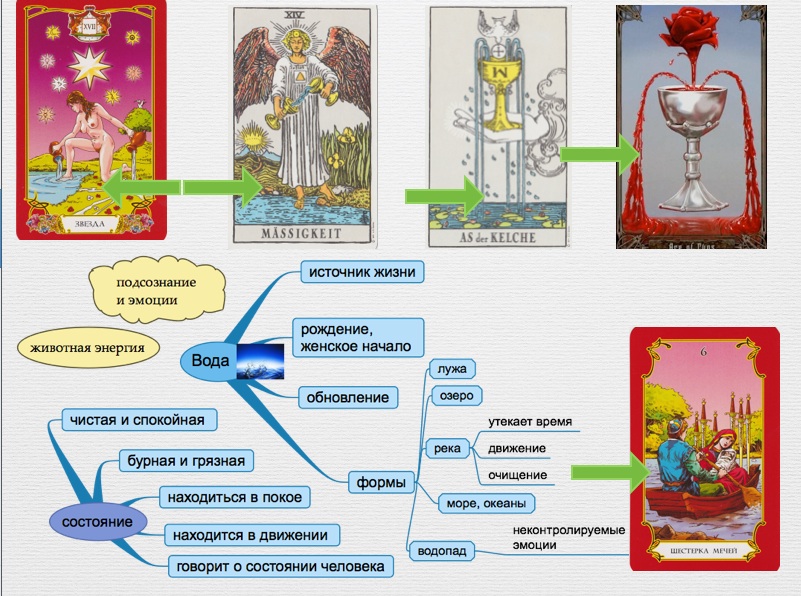 XVII
ЗВЕЗДА
XIV
MÄSSIGKEIT
AS der KELCHE
Ace of Cups
подсознание
и эмоции
животная энергия
Вода
источник жизни
рождение,
женское начало
обновление
формы
лужа
озеро
река
утекает время
движение
очищение
море, океаны
водопад
неконтролируемые
эмоции
состояние
чистая и спокойная
бурная и грязная
находиться в покое
находится в движении
говорит о состоянии человека
6
ШЕСТЕРКА МЕЧЕЙ